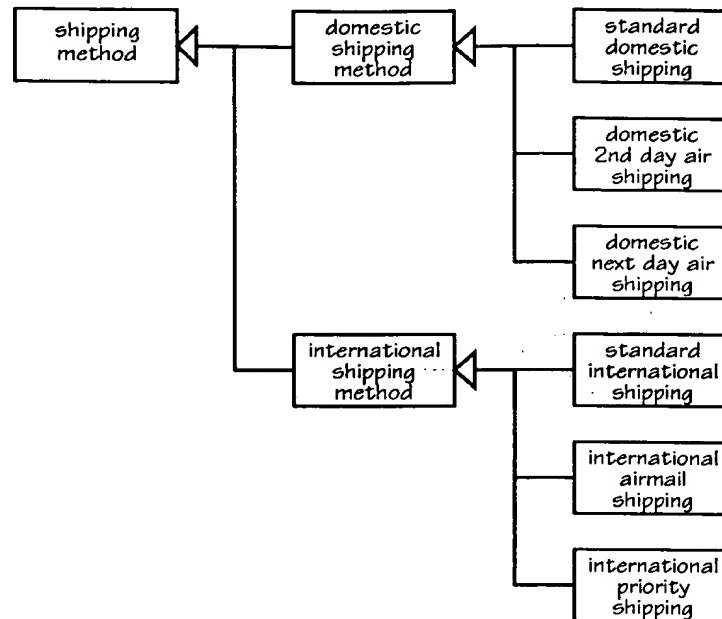 shipping
method
domestic
shipping
method
standard
domestic
shipping
domestic
2nd day air
shipping
domestic
next day air
shipping
international
shipping
method
standard
international
shipping
international
airmail
shipping
international
priority
shipping